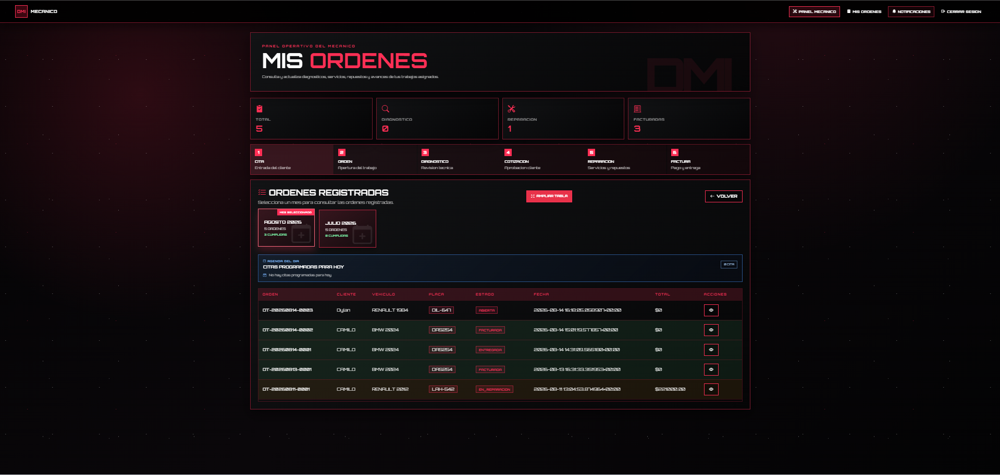 DMI MECANICO
PANEL MECANICO MIS ORDENES NOTIFICACIONES CERRAR SESION
PANEL OPERATIVO DEL MECANICO
MIS ORDENES
Consulta y actualiza diagnosticos, servicios, repuestos y avances de tus trabajos asignados.
DMI
TOTAL
5
DIAGNOSTICO
0
REPARACION
1
FACTURADAS
3
1
CITA
Entrada del cliente
2
ORDEN
Apertura del trabajo
3
DIAGNOSTICO
Revision tecnica
4
COTIZACION
Aprobacion cliente
5
REPARACION
Servicios y repuestos
6
FACTURA
Pago y entrega
ORDENES REGISTRADAS
Selecciona un mes para consultar las ordenes registradas.
AMPLIAR TABLA
← VOLVER
MES SELECCIONADO
AGOSTO 2026
5 ORDENES
3 CUMPLIDAS
JULIO 2026
5 ORDENES
0 CUMPLIDAS
AGENDA DEL DIA
CITAS PROGRAMADAS PARA HOY
No hay citas programadas para hoy.
0 CITA
ORDEN CLIENTE VEHICULO PLACA ESTADO FECHA TOTAL ACCIONES
OT-20260814-0003 Dylan RENAULT 1984 DIL-647 ABIERTA 2026-08-14 16:18:05.058907+00:00 $0
OT-20260814-0002 CAMILO BMW 2024 DAS254 FACTURADA 2026-08-14 15:01:19.577857+00:00 $0
OT-20260814-0001 CAMILO BMW 2024 DAS254 ENTREGADA 2026-08-14 14:31:09.565180+00:00 $0
OT-20260813-0001 CAMILO BMW 2024 DAS254 FACTURADA 2026-08-13 16:31:33.351953+00:00 $0
OT-20260811-0001 CAMILO RENAULT 2012 LAH-542 EN_REPARACION 2026-08-11 13:04:53.874964+00:00 $221000.00